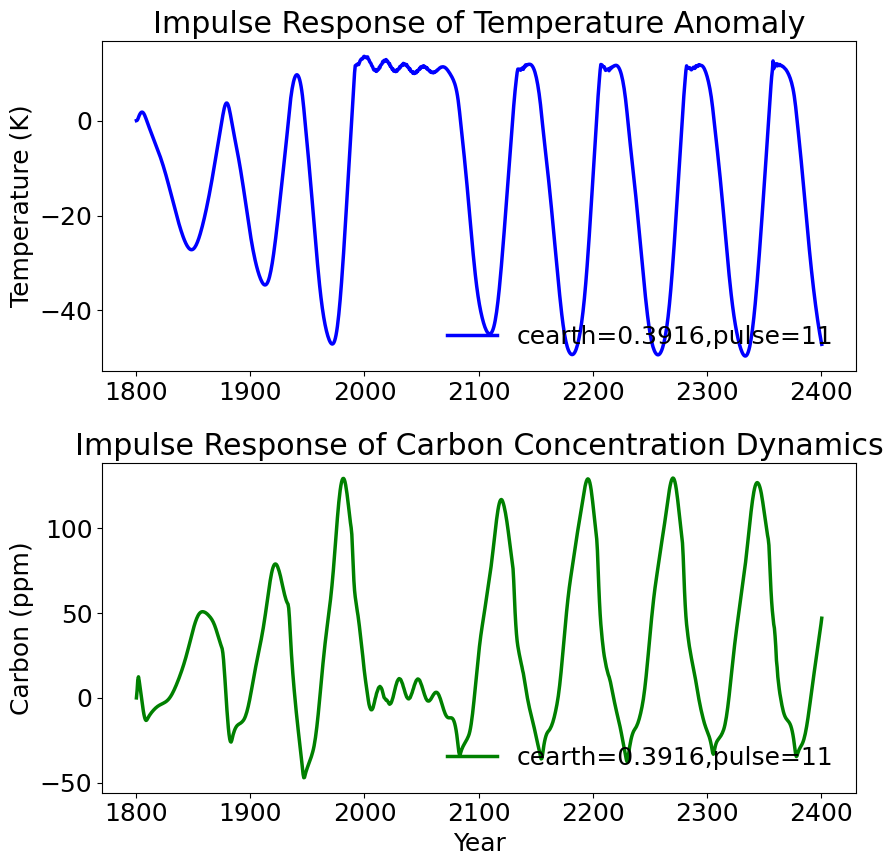 Impulse Response of Temperature Anomaly
Temperature (K)
0
−20
−40
cearth=0.3916,pulse=11
1800 1900 2000 2100 2200 2300 2400
Impulse Response of Carbon Concentration Dynamics
Carbon (ppm)
100
50
0
−50
cearth=0.3916,pulse=11
1800 1900 2000 2100 2200 2300 2400
Year